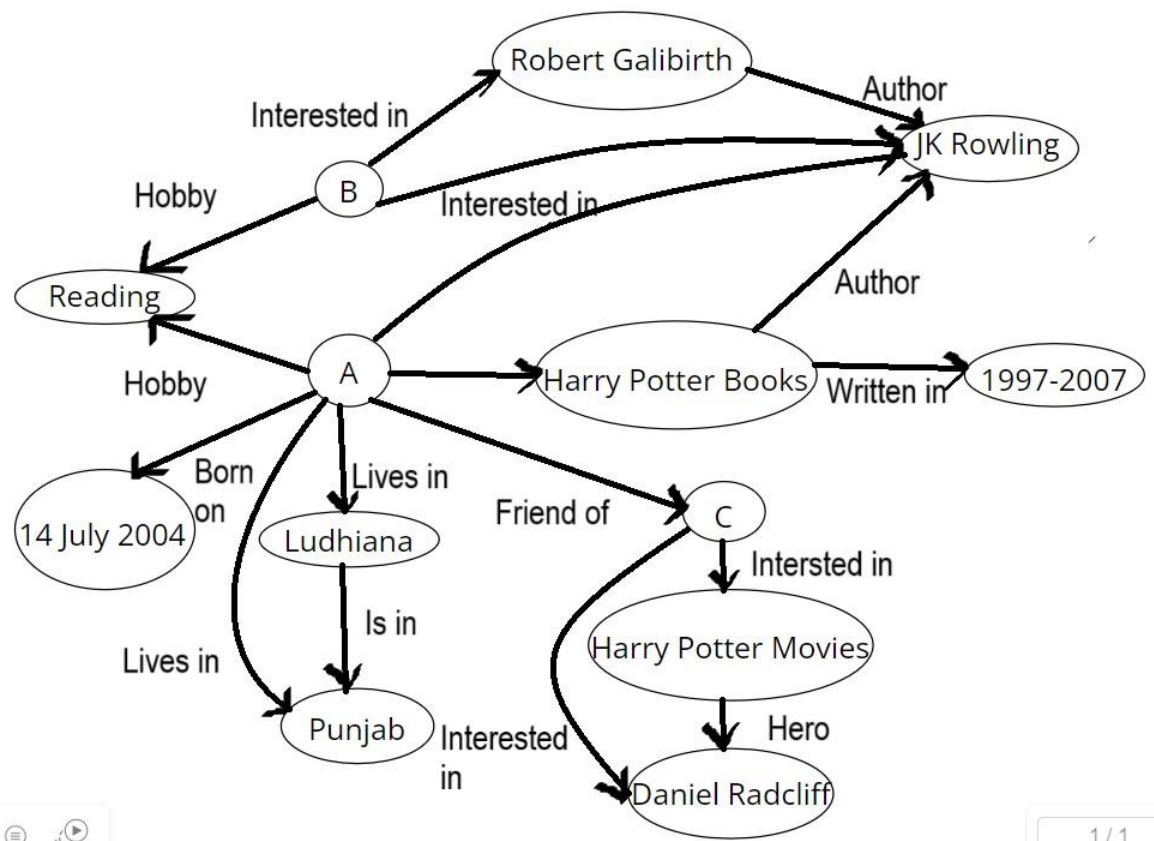 Robert Galibirth
Author
Interested in
JK Rowling
B
Hobby
Interested in
Reading
Author
A
Harry Potter Books
1997-2007
Hobby
Written in
Born
on
Lives in
14 July 2004
Ludhiana
Friend of
C
Intersted in
Is in
Lives in
Harry Potter Movies
Punjab
Interested
in
Hero
Daniel Radcliff
1 / 1